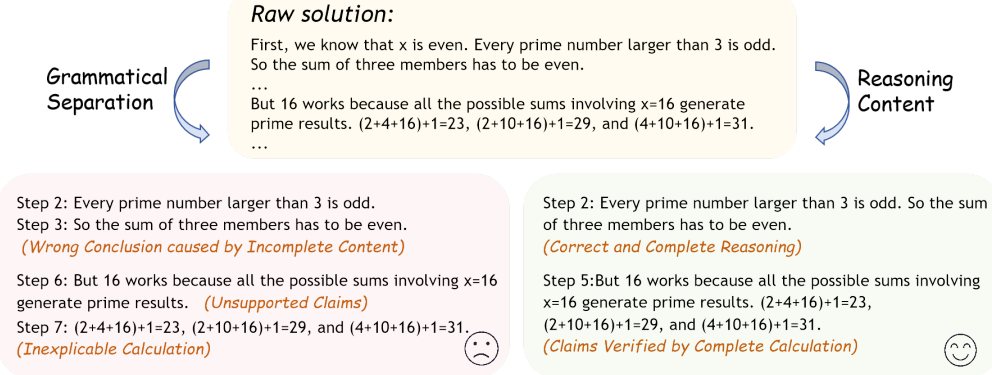 Raw solution:
First, we know that x is even. Every prime number larger than 3 is odd.
So the sum of three members has to be even.
...
But 16 works because all the possible sums involving x=16 generate
prime results. (2+4+16)+1=23, (2+10+16)+1=29, and (4+10+16)+1=31.
...
Grammatical
Separation
Reasoning
Content
Step 2: Every prime number larger than 3 is odd.
Step 3: So the sum of three members has to be even.
(Wrong Conclusion caused by Incomplete Content)
Step 6: But 16 works because all the possible sums involving x=16
generate prime results. (Unsupported Claims)
Step 7: (2+4+16)+1=23, (2+10+16)+1=29, and (4+10+16)+1=31.
(Inexplicable Calculation)
Step 2: Every prime number larger than 3 is odd. So the sum
of three members has to be even.
(Correct and Complete Reasoning)
Step 5:But 16 works because all the possible sums involving
x=16 generate prime results. (2+4+16)+1=23,
(2+10+16)+1=29, and (4+10+16)+1=31.
(Claims Verified by Complete Calculation)